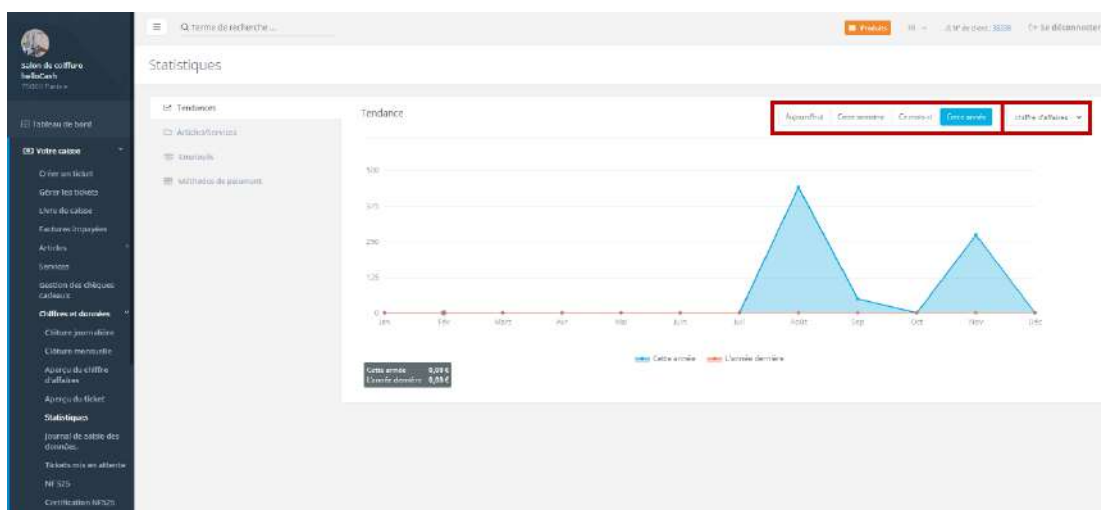 Terme de recherche ...
Produits
Se déconnecter
Salon de coiffure
helloCash
Statistiques
Tableau de bord
Votre caisse
Créer un ticket
Gérer les tickets
Livre de caisse
Factures impayées
Articles
Services
Gestion des chèques
cadeaux
Chiffres et données
Clôture journalière
Clôture mensuelle
Aperçu du chiffre
d'affaires
Aperçu du ticket
Statistiques
Journal de saisie des
données.
Tickets mis en attente
NF525
Certification NF525
Tendances
Articles/Services
Employés
Méthodes de paiement
Tendance
Aujourd'hui Cette semaine Ce mois-ci Cette année chiffre d'affaires
500
375
250
125
0
Jan Fév Mars Avr Mai Juin Juil Août Sep Oct Nov Déc
Cette année L'année dernière
Cette année 0,00 €
L'année dernière 0,00 €